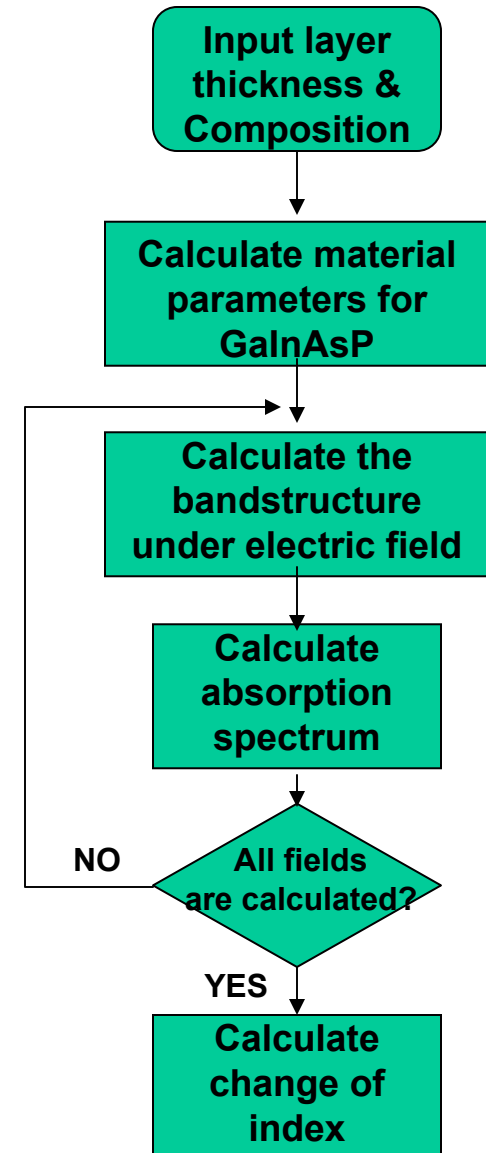 Input layer
thickness &
Composition
Calculate material
parameters for
GaInAsP
Calculate the
bandstructure
under electric field
Calculate
absorption
spectrum
NO
All fields
are calculated?
YES
Calculate
change of
index